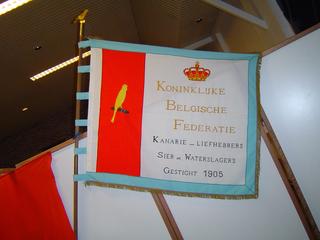 KONINKLIJKE
BELGISCHE
FEDERATIE
KANARIE - LIEFHEBBERS
SIER en WATERSLAGERS
GESTICHT 1905